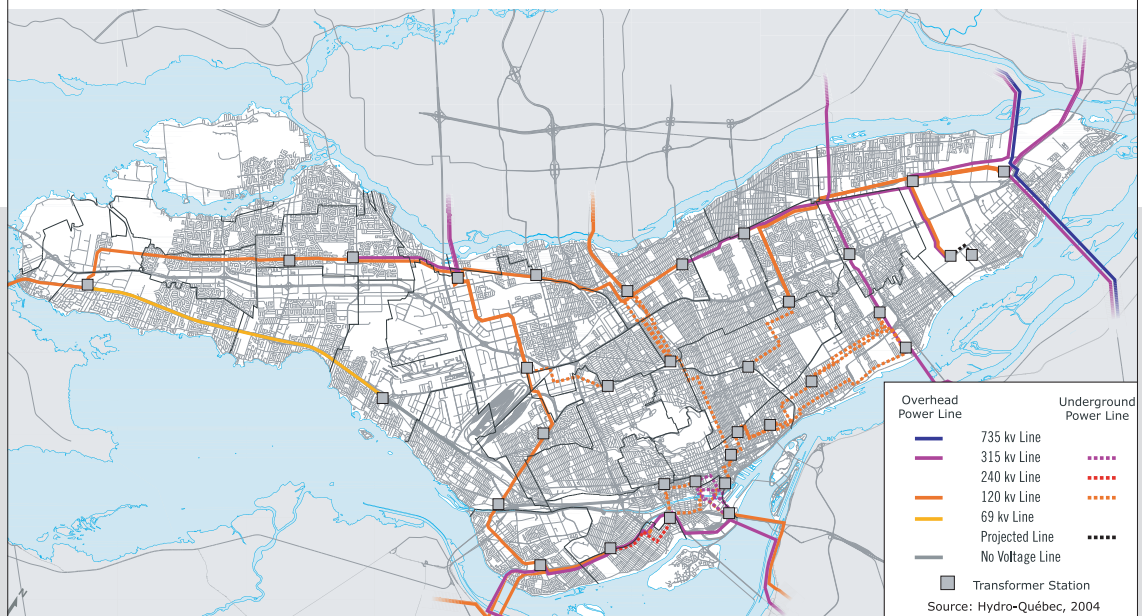 Overhead
Power Line
Underground
Power Line
735 kv Line
315 kv Line
240 kv Line
120 kv Line
69 kv Line
Projected Line
No Voltage Line
Transformer Station
Source: Hydro-Québec, 2004